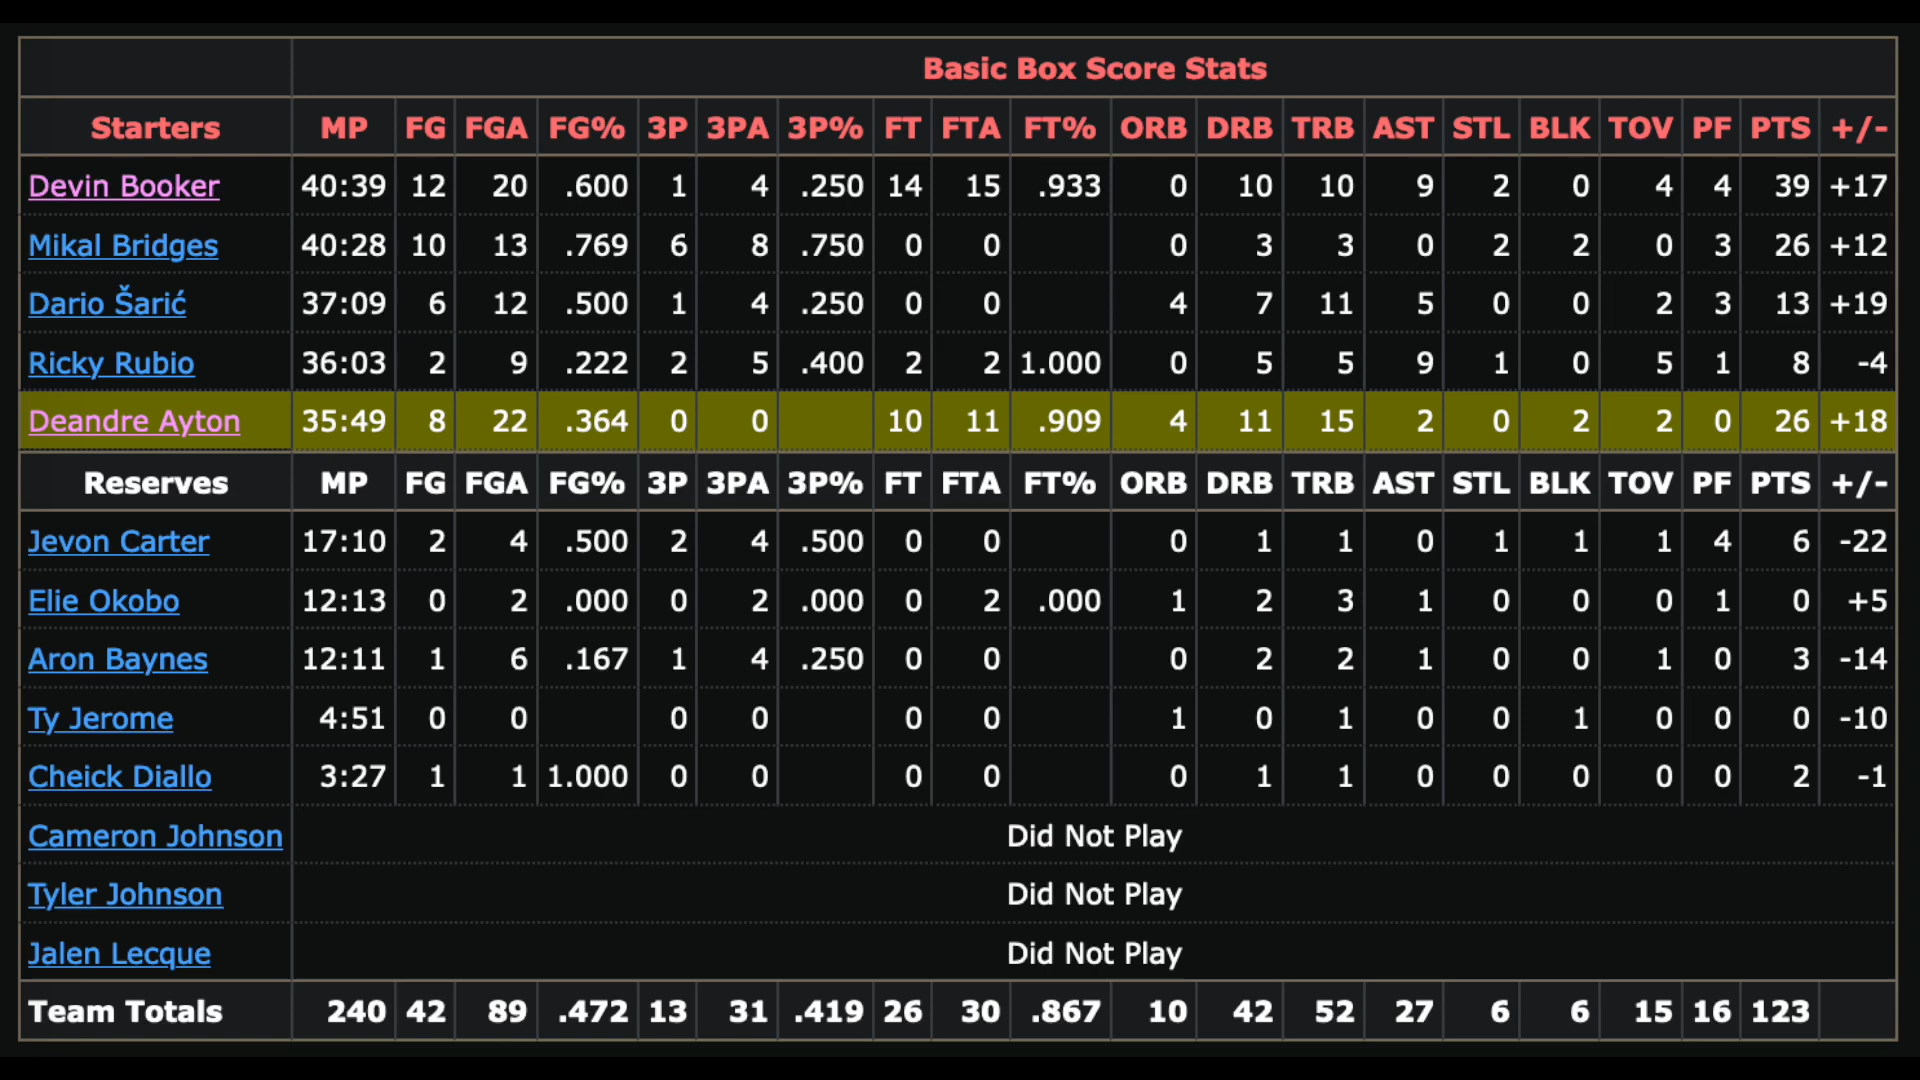 Basic Box Score Stats
Starters MP FG FGA FG% 3P 3PA 3P% FT FTA FT% ORB DRB TRB AST STL BLK TOV PF PTS +/-
Devin Booker 40:39 12 20 .600 1 4 .250 14 15 .933 0 10 10 9 2 0 4 4 39 +17
Mikal Bridges 40:28 10 13 .769 6 8 .750 0 0 0 3 3 0 2 2 0 3 26 +12
Dario Šarić 37:09 6 12 .500 1 4 .250 0 0 4 7 11 5 0 0 2 3 13 +19
Ricky Rubio 36:03 2 9 .222 2 5 .400 2 2 1.000 0 5 5 9 1 0 5 1 8 -4
Deandre Ayton 35:49 8 22 .364 0 0 10 11 .909 4 11 15 2 0 2 2 0 26 +18
Reserves MP FG FGA FG% 3P 3PA 3P% FT FTA FT% ORB DRB TRB AST STL BLK TOV PF PTS +/-
Jevon Carter 17:10 2 4 .500 2 4 .500 0 0 0 1 1 0 1 1 1 4 6 -22
Elie Okobo 12:13 0 2 .000 0 2 .000 0 2 .000 1 2 3 1 0 0 0 1 0 +5
Aron Baynes 12:11 1 6 .167 1 4 .250 0 0 0 2 2 1 0 0 1 0 3 -14
Ty Jerome 4:51 0 0 0 0 0 0 1 0 1 0 0 1 0 0 0 -10
Cheick Diallo 3:27 1 1 1.000 0 0 0 0 0 1 1 0 0 0 0 0 2 -1
Cameron Johnson Did Not Play
Tyler Johnson Did Not Play
Jalen Lecque Did Not Play
Team Totals 240 42 89 .472 13 31 .419 26 30 .867 10 42 52 27 6 6 15 16 123